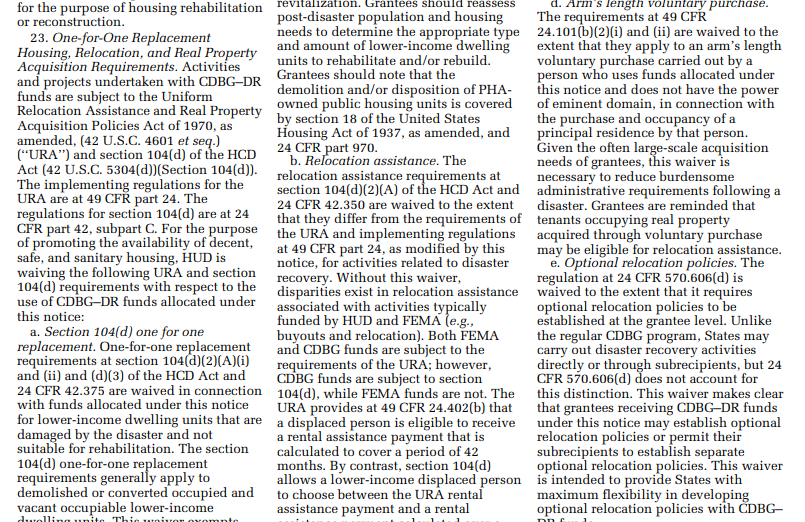 for the purpose of housing rehabilitation
or reconstruction.
23. One-for-One Replacement
Housing, Relocation, and Real Property
Acquisition Requirements. Activities
and projects undertaken with CDBG–DR
funds are subject to the Uniform
Relocation Assistance and Real Property
Acquisition Policies Act of 1970, as
amended, (42 U.S.C. 4601 et seq.)
(“URA”) and section 104(d) of the HCD
Act (42 U.S.C. 5304(d))(Section 104(d)).
The implementing regulations for the
URA are at 49 CFR part 24. The
regulations for section 104(d) are at 24
CFR part 42, subpart C. For the purpose
of promoting the availability of decent,
safe, and sanitary housing, HUD is
waiving the following URA and section
104(d) requirements with respect to the
use of CDBG–DR funds allocated under
this notice:
a. Section 104(d) one for one
replacement. One-for-one replacement
requirements at section 104(d)(2)(A)(i)
and (ii) and (d)(3) of the HCD Act and
24 CFR 42.375 are waived in connection
with funds allocated under this notice
for lower-income dwelling units that are
damaged by the disaster and not
suitable for rehabilitation. The section
104(d) one-for-one replacement
requirements generally apply to
demolished or converted occupied and
vacant occupiable lower-income
dwelling units. This waiver exempts
revitalization. Grantees should reassess
post-disaster population and housing
needs to determine the appropriate type
and amount of lower-income dwelling
units to rehabilitate and/or rebuild.
Grantees should note that the
demolition and/or disposition of PHA-
owned public housing units is covered
by section 18 of the United States
Housing Act of 1937, as amended, and
24 CFR part 970.
b. Relocation assistance. The
relocation assistance requirements at
section 104(d)(2)(A) of the HCD Act and
24 CFR 42.350 are waived to the extent
that they differ from the requirements of
the URA and implementing regulations
at 49 CFR part 24, as modified by this
notice, for activities related to disaster
recovery. Without this waiver,
disparities exist in relocation assistance
associated with activities typically
funded by HUD and FEMA (e.g.,
buyouts and relocation). Both FEMA
and CDBG funds are subject to the
requirements of the URA; however,
CDBG funds are subject to section
104(d), while FEMA funds are not. The
URA provides at 49 CFR 24.402(b) that
a displaced person is eligible to receive
a rental assistance payment that is
calculated to cover a period of 42
months. By contrast, section 104(d)
allows a lower-income displaced person
to choose between the URA rental
assistance payment and a rental
d. Arm’s length voluntary purchase.
The requirements at 49 CFR
24.101(b)(2)(i) and (ii) are waived to the
extent that they apply to an arm’s length
voluntary purchase carried out by a
person who uses funds allocated under
this notice and does not have the power
of eminent domain, in connection with
the purchase and occupancy of a
principal residence by that person.
Given the often large-scale acquisition
needs of grantees, this waiver is
necessary to reduce burdensome
administrative requirements following a
disaster. Grantees are reminded that
tenants occupying real property
acquired through voluntary purchase
may be eligible for relocation assistance.
e. Optional relocation policies. The
regulation at 24 CFR 570.606(d) is
waived to the extent that it requires
optional relocation policies to be
established at the grantee level. Unlike
the regular CDBG program, States may
carry out disaster recovery activities
directly or through subrecipients, but 24
CFR 570.606(d) does not account for
this distinction. This waiver makes clear
that grantees receiving CDBG–DR funds
under this notice may establish optional
relocation policies or permit their
subrecipients to establish separate
optional relocation policies. This waiver
is intended to provide States with
maximum flexibility in developing
optional relocation policies with CDBG–